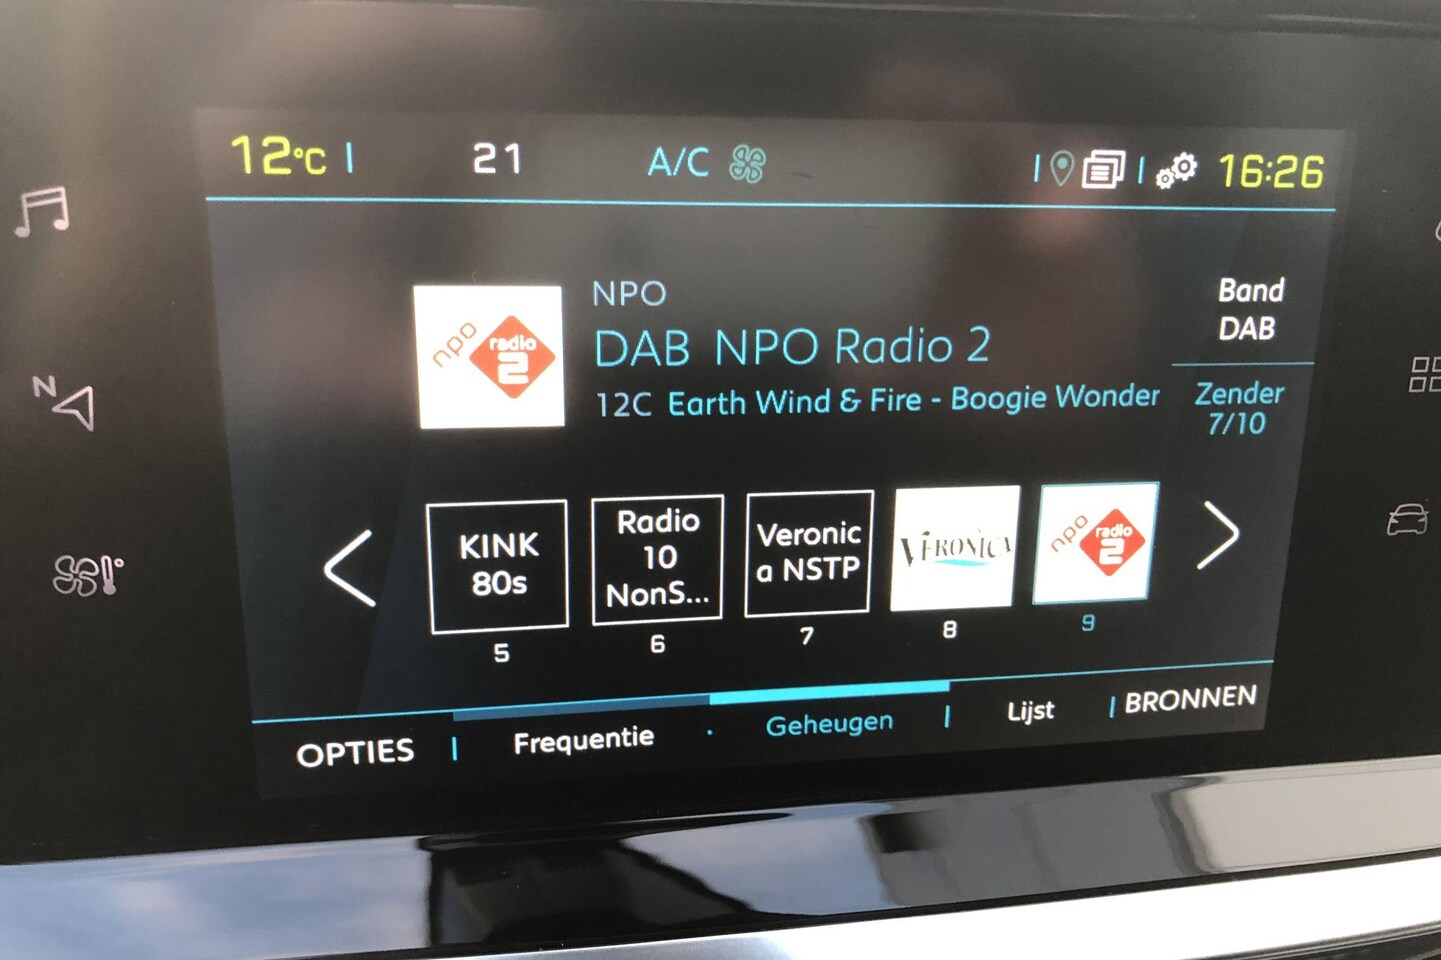 12°C 21 A/C 16:26
N
NPO
DAB NPO Radio 2
12C Earth Wind & Fire - Boogie Wonder
npo radio 2
Band
DAB
Zender
7/10
KINK
80s
5
Radio
10
NonS...
6
Veronic
a NSTP
7
VERONICA
8
npo radio 2
9
OPTIES Frequentie · Geheugen Lijst BRONNEN